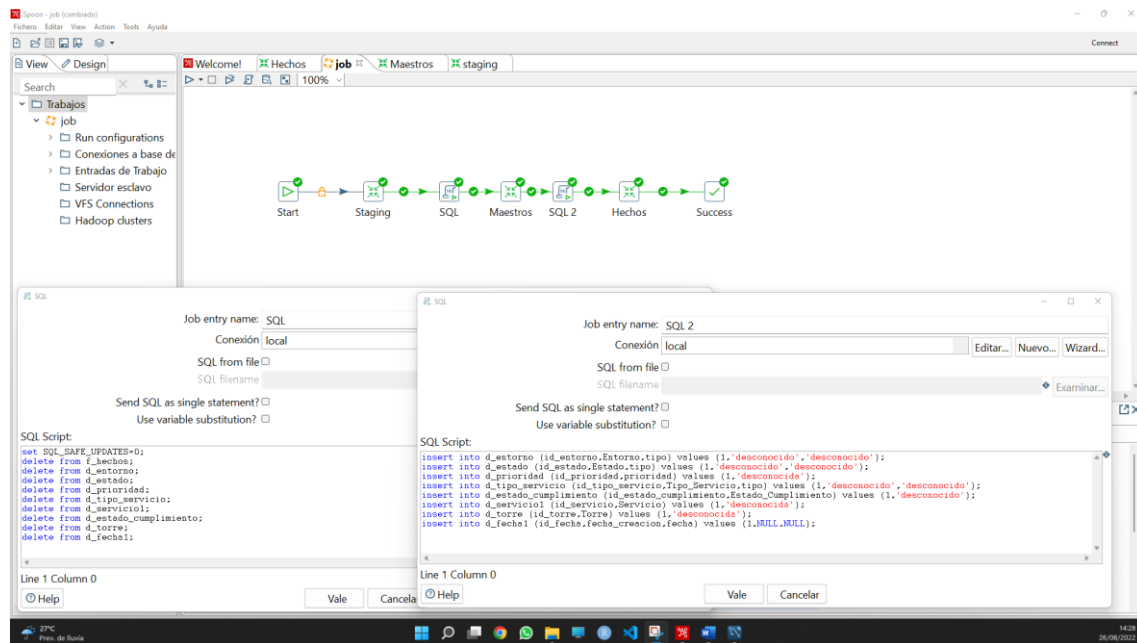 Spoon - job (cambiado)
Fichero Editar View Action Tools Ayuda
Connect
View Design
Welcome! Hechos job Maestros staging
Search
100%
Trabajos
job
Run configurations
Conexiones a base de
Entradas de Trabajo
Servidor esclavo
VFS Connections
Hadoop clusters
Start Staging SQL Maestros SQL 2 Hechos Success
SQL
Job entry name: SQL
Conexión local
SQL from file
SQL filename
Send SQL as single statement?
Use variable substitution?
SQL Script:
set SQL_SAFE_UPDATES=0;
delete from f_hechos;
delete from d_entorno;
delete from d_estado;
delete from d_prioridad;
delete from d_tipo_servicio;
delete from d_servicio1;
delete from d_estado_cumplimiento;
delete from d_torre;
delete from d_fecha1;
Line 1 Column 0
Help Vale Cancela
SQL
Job entry name: SQL 2
Conexión local Editar... Nuevo... Wizard...
SQL from file
SQL filename Examinar...
Send SQL as single statement?
Use variable substitution?
SQL Script:
insert into d_entorno (id_entorno,Entorno,tipo) values (1,'desconocido','desconocido');
insert into d_estado (id_estado,Estado,tipo) values (1,'desconocido','desconocido');
insert into d_prioridad (id_prioridad,prioridad) values (1,'desconocida');
insert into d_tipo_servicio (id_tipo_servicio,Tipo_Servicio,tipo) values (1,'desconocido','desconocido');
insert into d_estado_cumplimiento (id_estado_cumplimiento,Estado_Cumplimiento) values (1,'desconocido');
insert into d_servicio1 (id_servicio,Servicio) values (1,'desconocida');
insert into d_torre (id_torre,Torre) values (1,'desconocida');
insert into d_fecha1 (id_fecha,fecha_creacion,fecha) values (1,NULL,NULL);
Line 1 Column 0
Help Vale Cancelar
27°C
Prev. de lluvia
14:28
26/08/2022